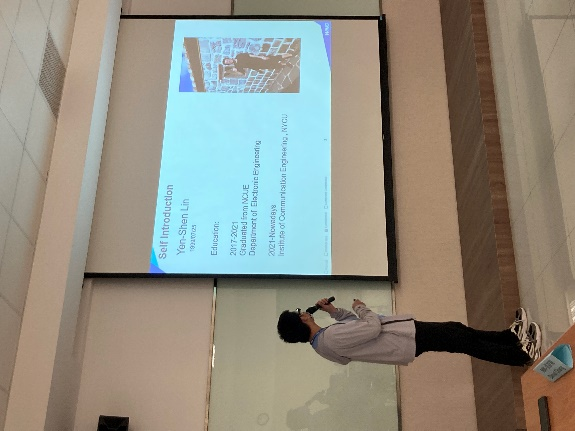 Self Introduction
Yen-Shen Lin
Education:
2017-2021
Graduated from NCUE
Department of Electronic Engineering
2021-Nowadays
Institute of Communication Engineering , NYCU